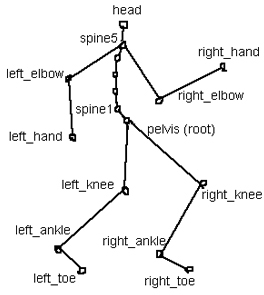 head
spine5
right_hand
left_elbow
right_elbow
spine1
left_hand
pelvis (root)
left_knee
right_knee
left_ankle
right_ankle
left_toe
right_toe